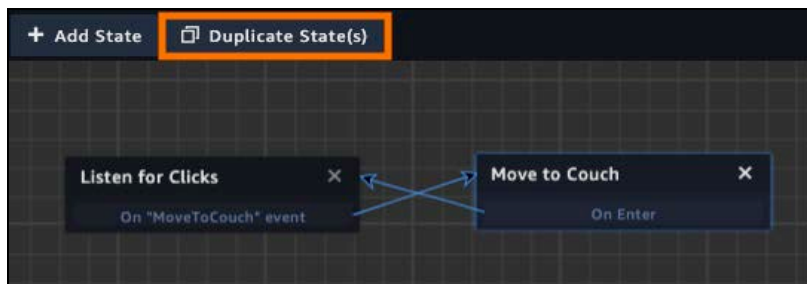 + Add State
Duplicate State(s)
Listen for Clicks
On "MoveToCouch" event
Move to Couch
On Enter